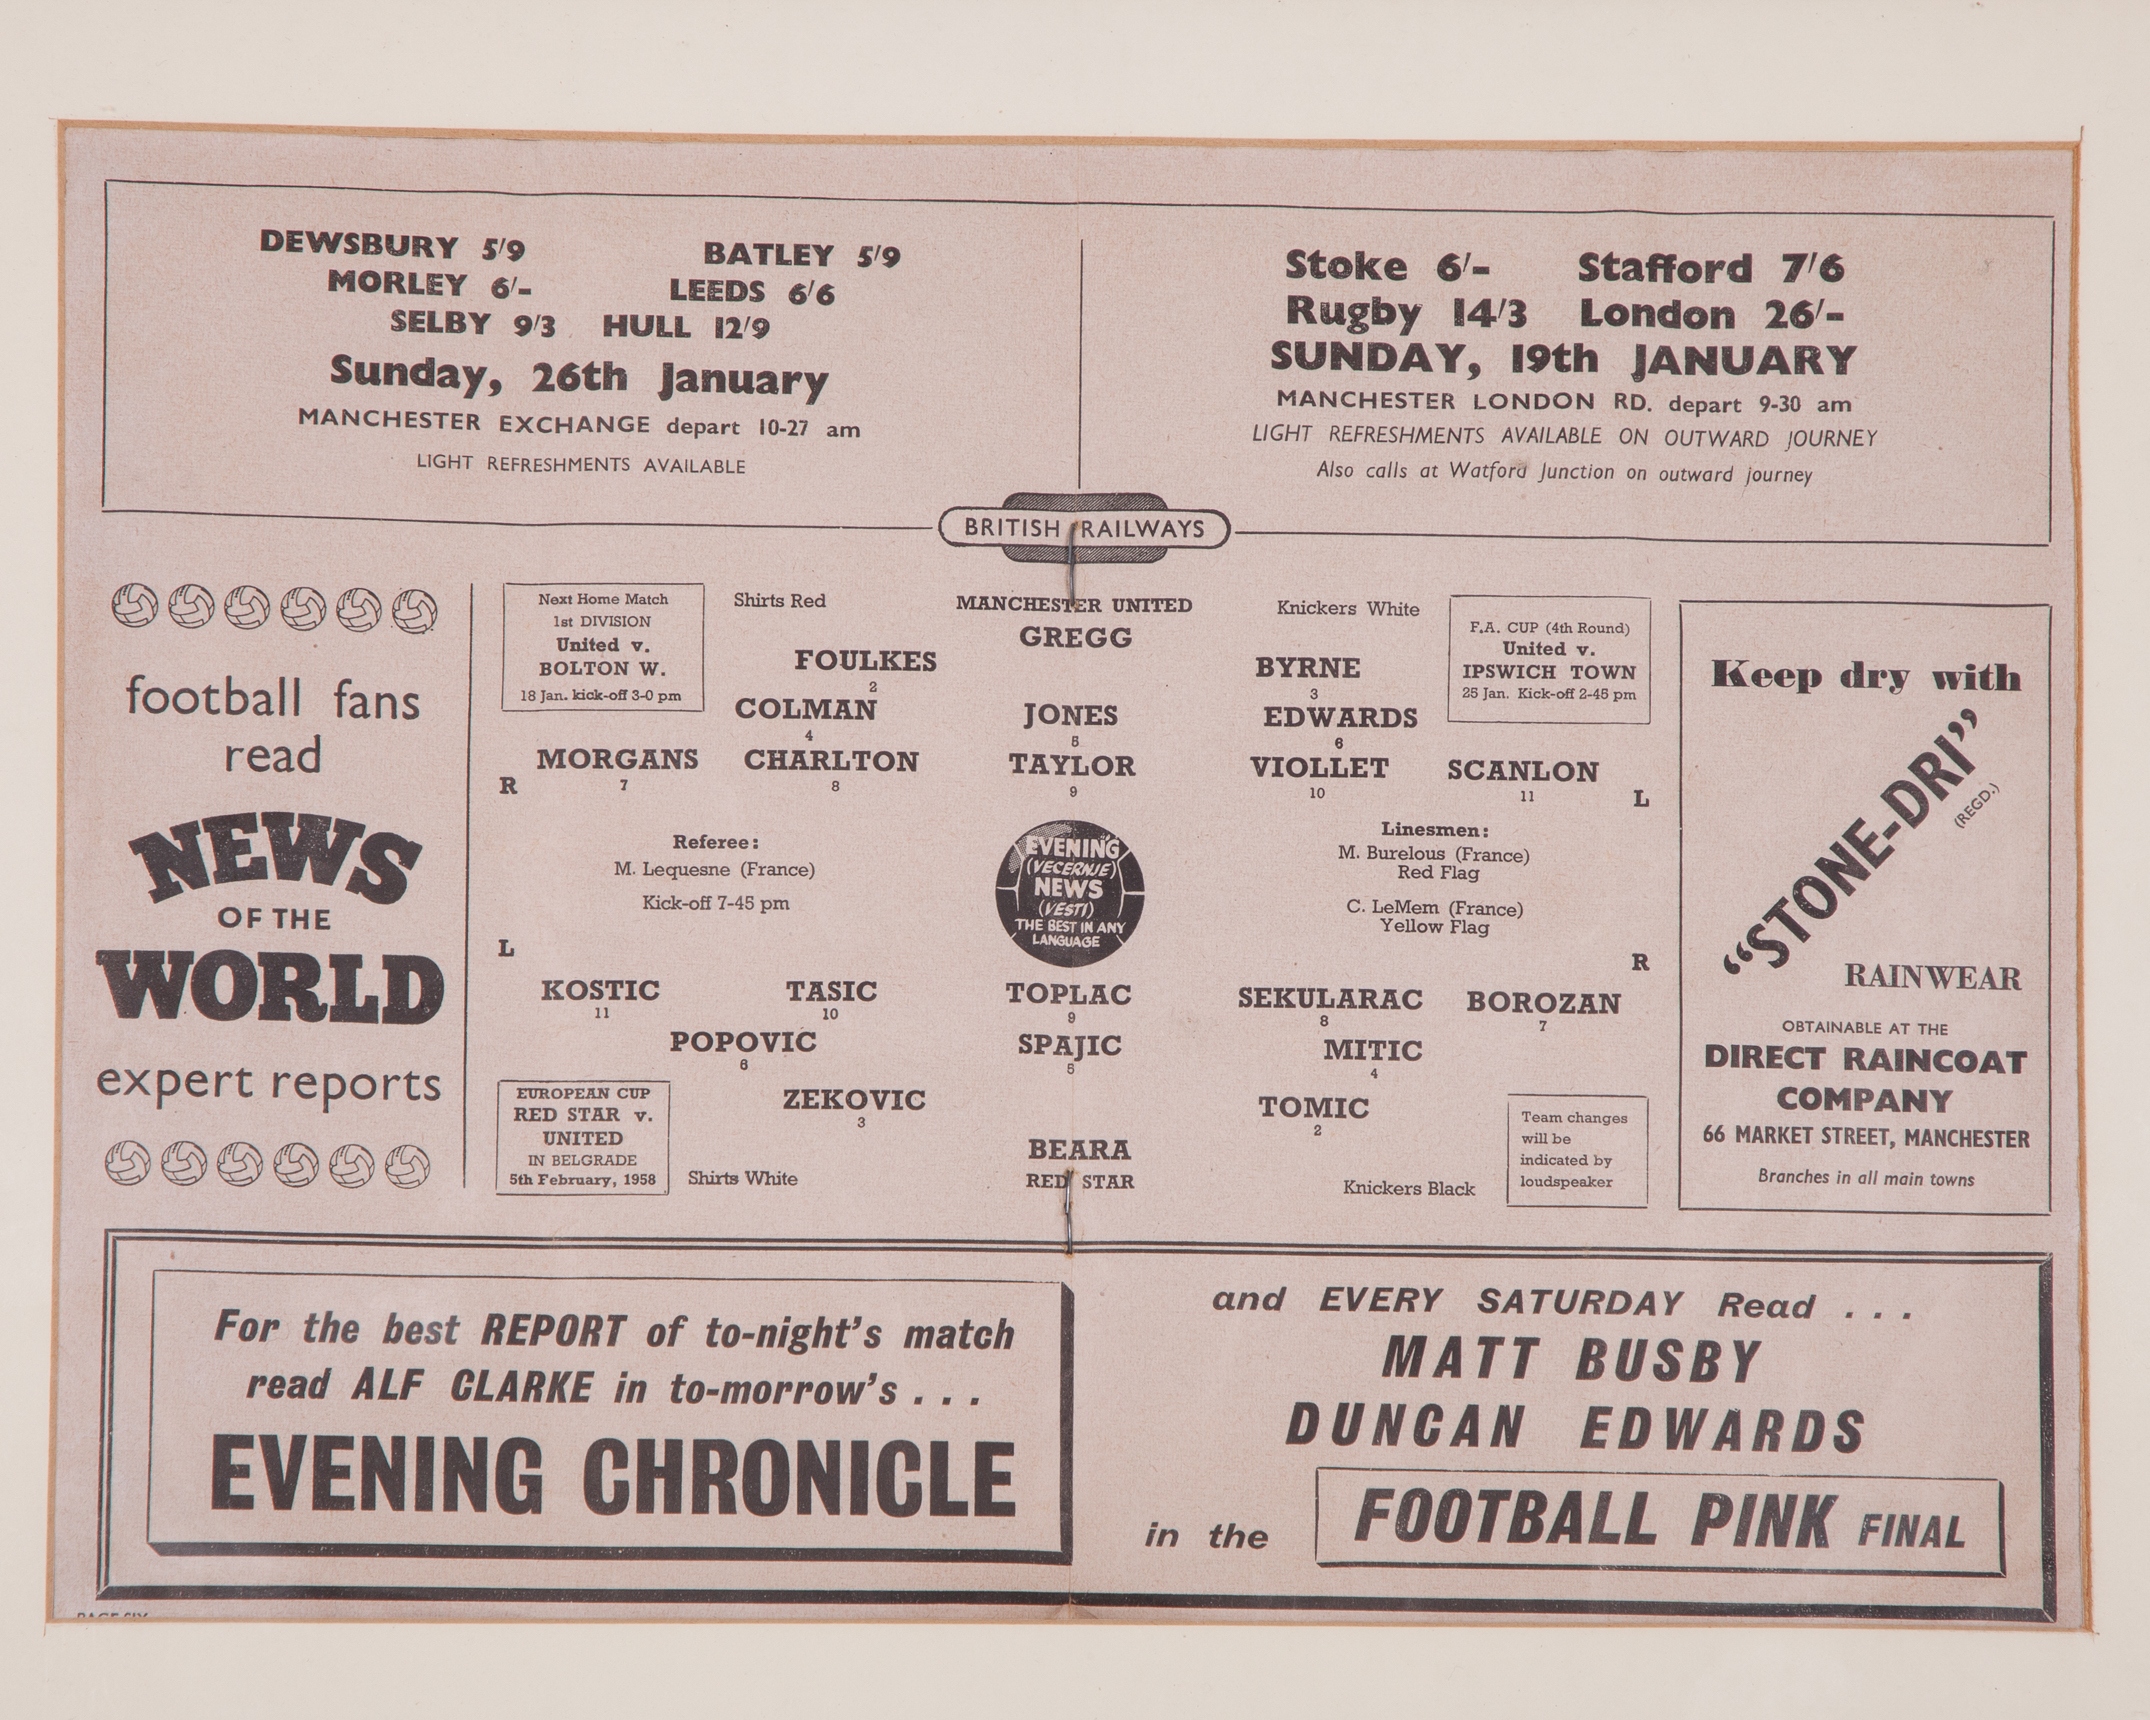 DEWSBURY 5/9 BATLEY 5/9
MORLEY 6/- LEEDS 6/6
SELBY 9/3 HULL 12/9
Sunday, 26th January
MANCHESTER EXCHANGE depart 10-27 am
LIGHT REFRESHMENTS AVAILABLE
Stoke 6/- Stafford 7/6
Rugby 14/3 London 26/-
SUNDAY, 19th JANUARY
MANCHESTER LONDON RD. depart 9-30 am
LIGHT REFRESHMENTS AVAILABLE ON OUTWARD JOURNEY
Also calls at Watford Junction on outward journey
BRITISH RAILWAYS
football fans
read
NEWS
OF THE
WORLD
expert reports
Next Home Match
1st DIVISION
United v.
BOLTON W.
18 Jan. kick-off 3-0 pm
Shirts Red
MANCHESTER UNITED
Knickers White
F.A. CUP (4th Round)
United v.
IPSWICH TOWN
25 Jan. Kick-off 2-45 pm
GREGG
FOULKES BYRNE
2 3
COLMAN JONES EDWARDS
4 5 6
MORGANS CHARLTON TAYLOR VIOLLET SCANLON
R 7 8 9 10 11 L
Referee:
M. Lequesne (France)
Kick-off 7-45 pm
EVENING
(VECERNJE)
NEWS
(VESTI)
THE BEST IN ANY
LANGUAGE
Linesmen:
M. Burelous (France)
Red Flag
C. LeMem (France)
Yellow Flag
L R
KOSTIC TASIC TOPLAC SEKULARAC BOROZAN
11 10 9 8 7
POPOVIC SPAJIC MITIC
6 5 4
ZEKOVIC TOMIC
3 2
BEARA
RED STAR
EUROPEAN CUP
RED STAR v.
UNITED
IN BELGRADE
5th February, 1958
Shirts White
Knickers Black
Team changes
will be
indicated by
loudspeaker
Keep dry with
"STONE-DRI"
(REGD.)
RAINWEAR
OBTAINABLE AT THE
DIRECT RAINCOAT
COMPANY
66 MARKET STREET, MANCHESTER
Branches in all main towns
For the best REPORT of to-night's match
read ALF CLARKE in to-morrow's . . .
EVENING CHRONICLE
and EVERY SATURDAY Read . . .
MATT BUSBY
DUNCAN EDWARDS
in the FOOTBALL PINK FINAL
PAGE SIX